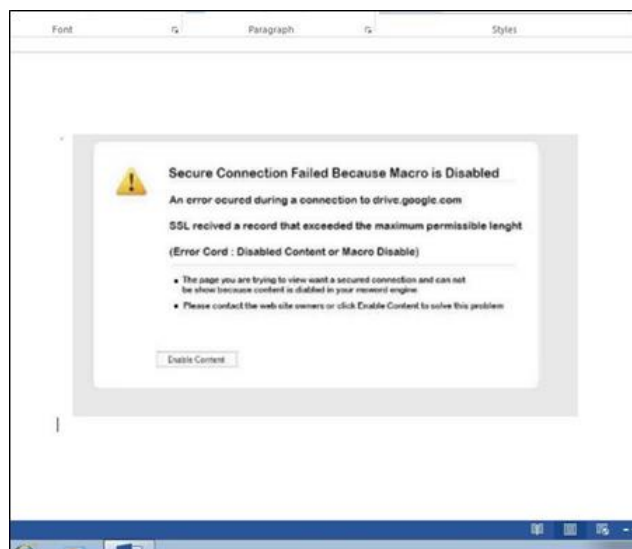 Font
Paragraph
Styles
Secure Connection Failed Because Macro is Disabled
An error ocured during a connection to drive.google.com
SSL recived a record that exceeded the maximum permissible lenght
(Error Cord : Disabled Content or Macro Disable)
• The page you are trying to view want a secured connection and can not
be show because content is diabled in your msword engine
• Please contact the web site owners or click Enable Content to solve this problem
Enable Content